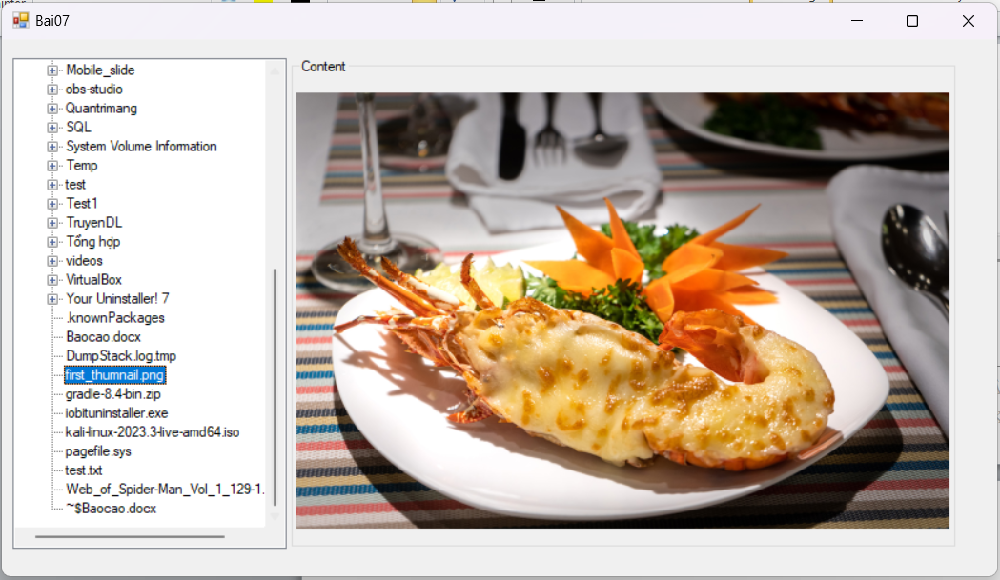 Bai07
Content
Mobile_slide
obs-studio
Quantrimang
SQL
System Volume Information
Temp
test
Test1
TruyenDL
Tổng hợp
videos
VirtualBox
Your Uninstaller! 7
.knownPackages
Baocao.docx
DumpStack.log.tmp
first_thumnail.png
gradle-8.4-bin.zip
iobituninstaller.exe
kali-linux-2023.3-live-amd64.iso
pagefile.sys
test.txt
Web_of_Spider-Man_Vol_1_129-1.
~$Baocao.docx